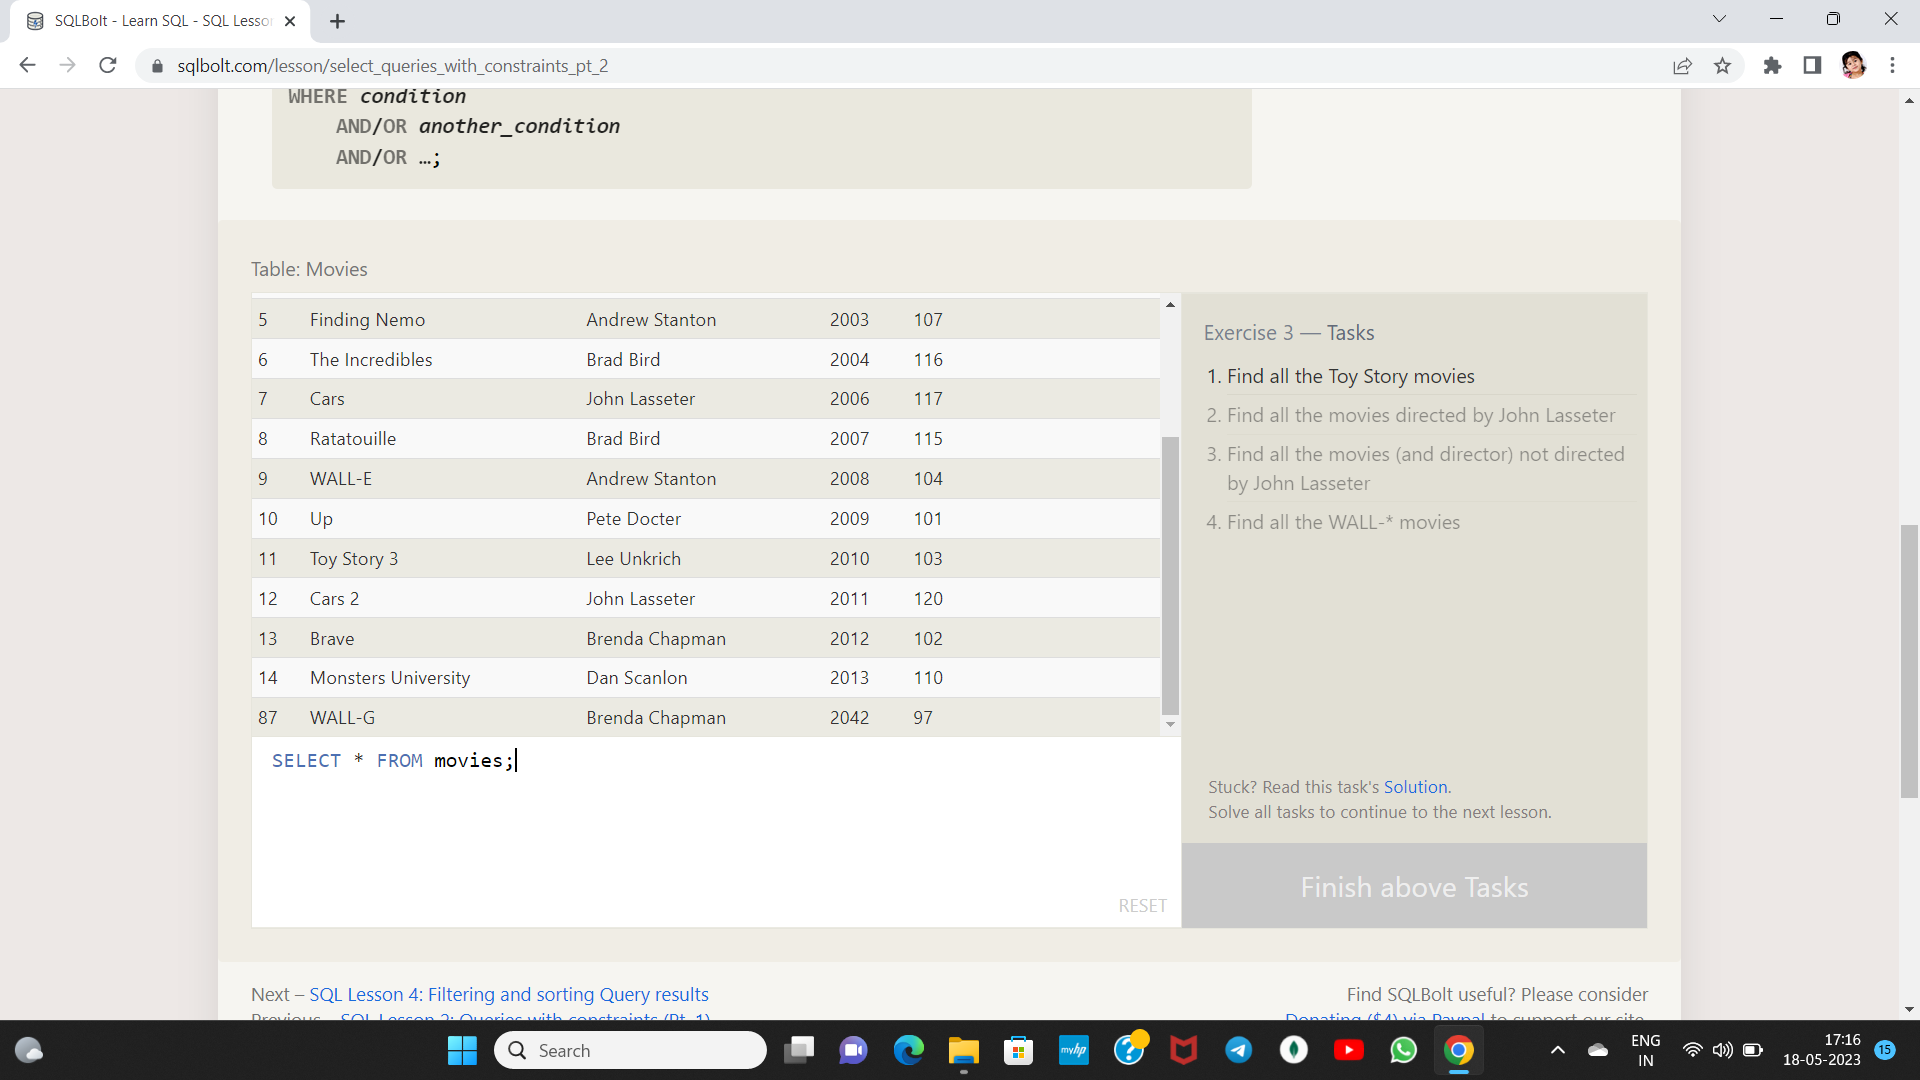 SQLBolt - Learn SQL - SQL Lesso
sqlbolt.com/lesson/select_queries_with_constraints_pt_2
WHERE condition
AND/OR another_condition
AND/OR …;
Table: Movies
5 Finding Nemo Andrew Stanton 2003 107
6 The Incredibles Brad Bird 2004 116
7 Cars John Lasseter 2006 117
8 Ratatouille Brad Bird 2007 115
9 WALL-E Andrew Stanton 2008 104
10 Up Pete Docter 2009 101
11 Toy Story 3 Lee Unkrich 2010 103
12 Cars 2 John Lasseter 2011 120
13 Brave Brenda Chapman 2012 102
14 Monsters University Dan Scanlon 2013 110
87 WALL-G Brenda Chapman 2042 97
SELECT * FROM movies;
RESET
Exercise 3 — Tasks
1. Find all the Toy Story movies
2. Find all the movies directed by John Lasseter
3. Find all the movies (and director) not directed
by John Lasseter
4. Find all the WALL-* movies
Stuck? Read this task's Solution.
Solve all tasks to continue to the next lesson.
Finish above Tasks
Next – SQL Lesson 4: Filtering and sorting Query results
Previous – SQL Lesson 2: Queries with constraints (Pt. 1)
Find SQLBolt useful? Please consider
Donating ($4) via Paypal to support our site.
Search
myhp
ENG
IN
17:16
18-05-2023
15